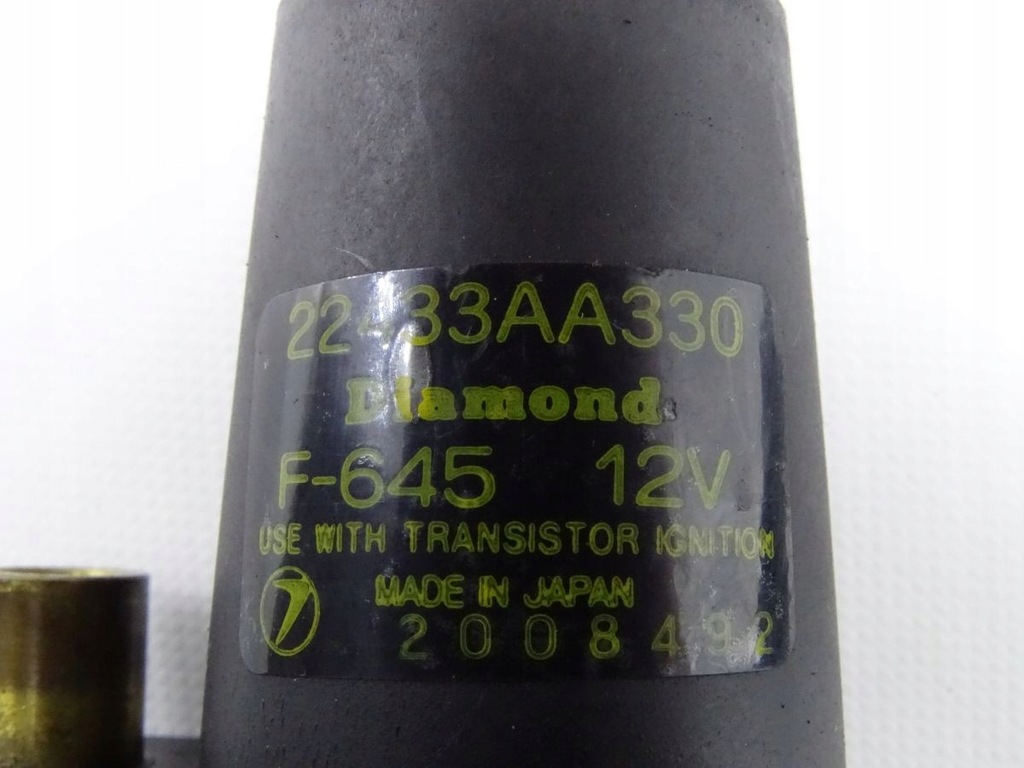 22433AA330
Diamond
F-645 12V
USE WITH TRANSISTOR IGNITION
MADE IN JAPAN
2008492